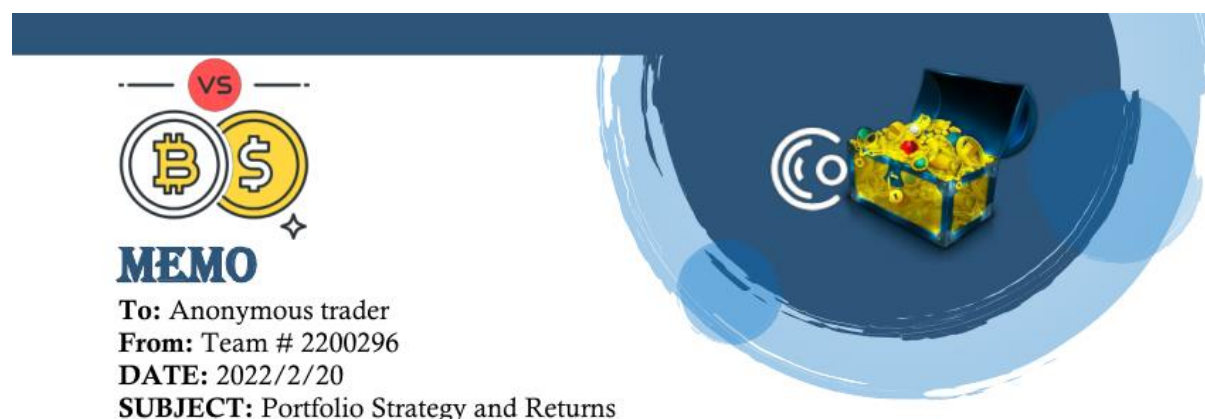 VS
MEMO
To: Anonymous trader
From: Team # 2200296
DATE: 2022/2/20
SUBJECT: Portfolio Strategy and Returns